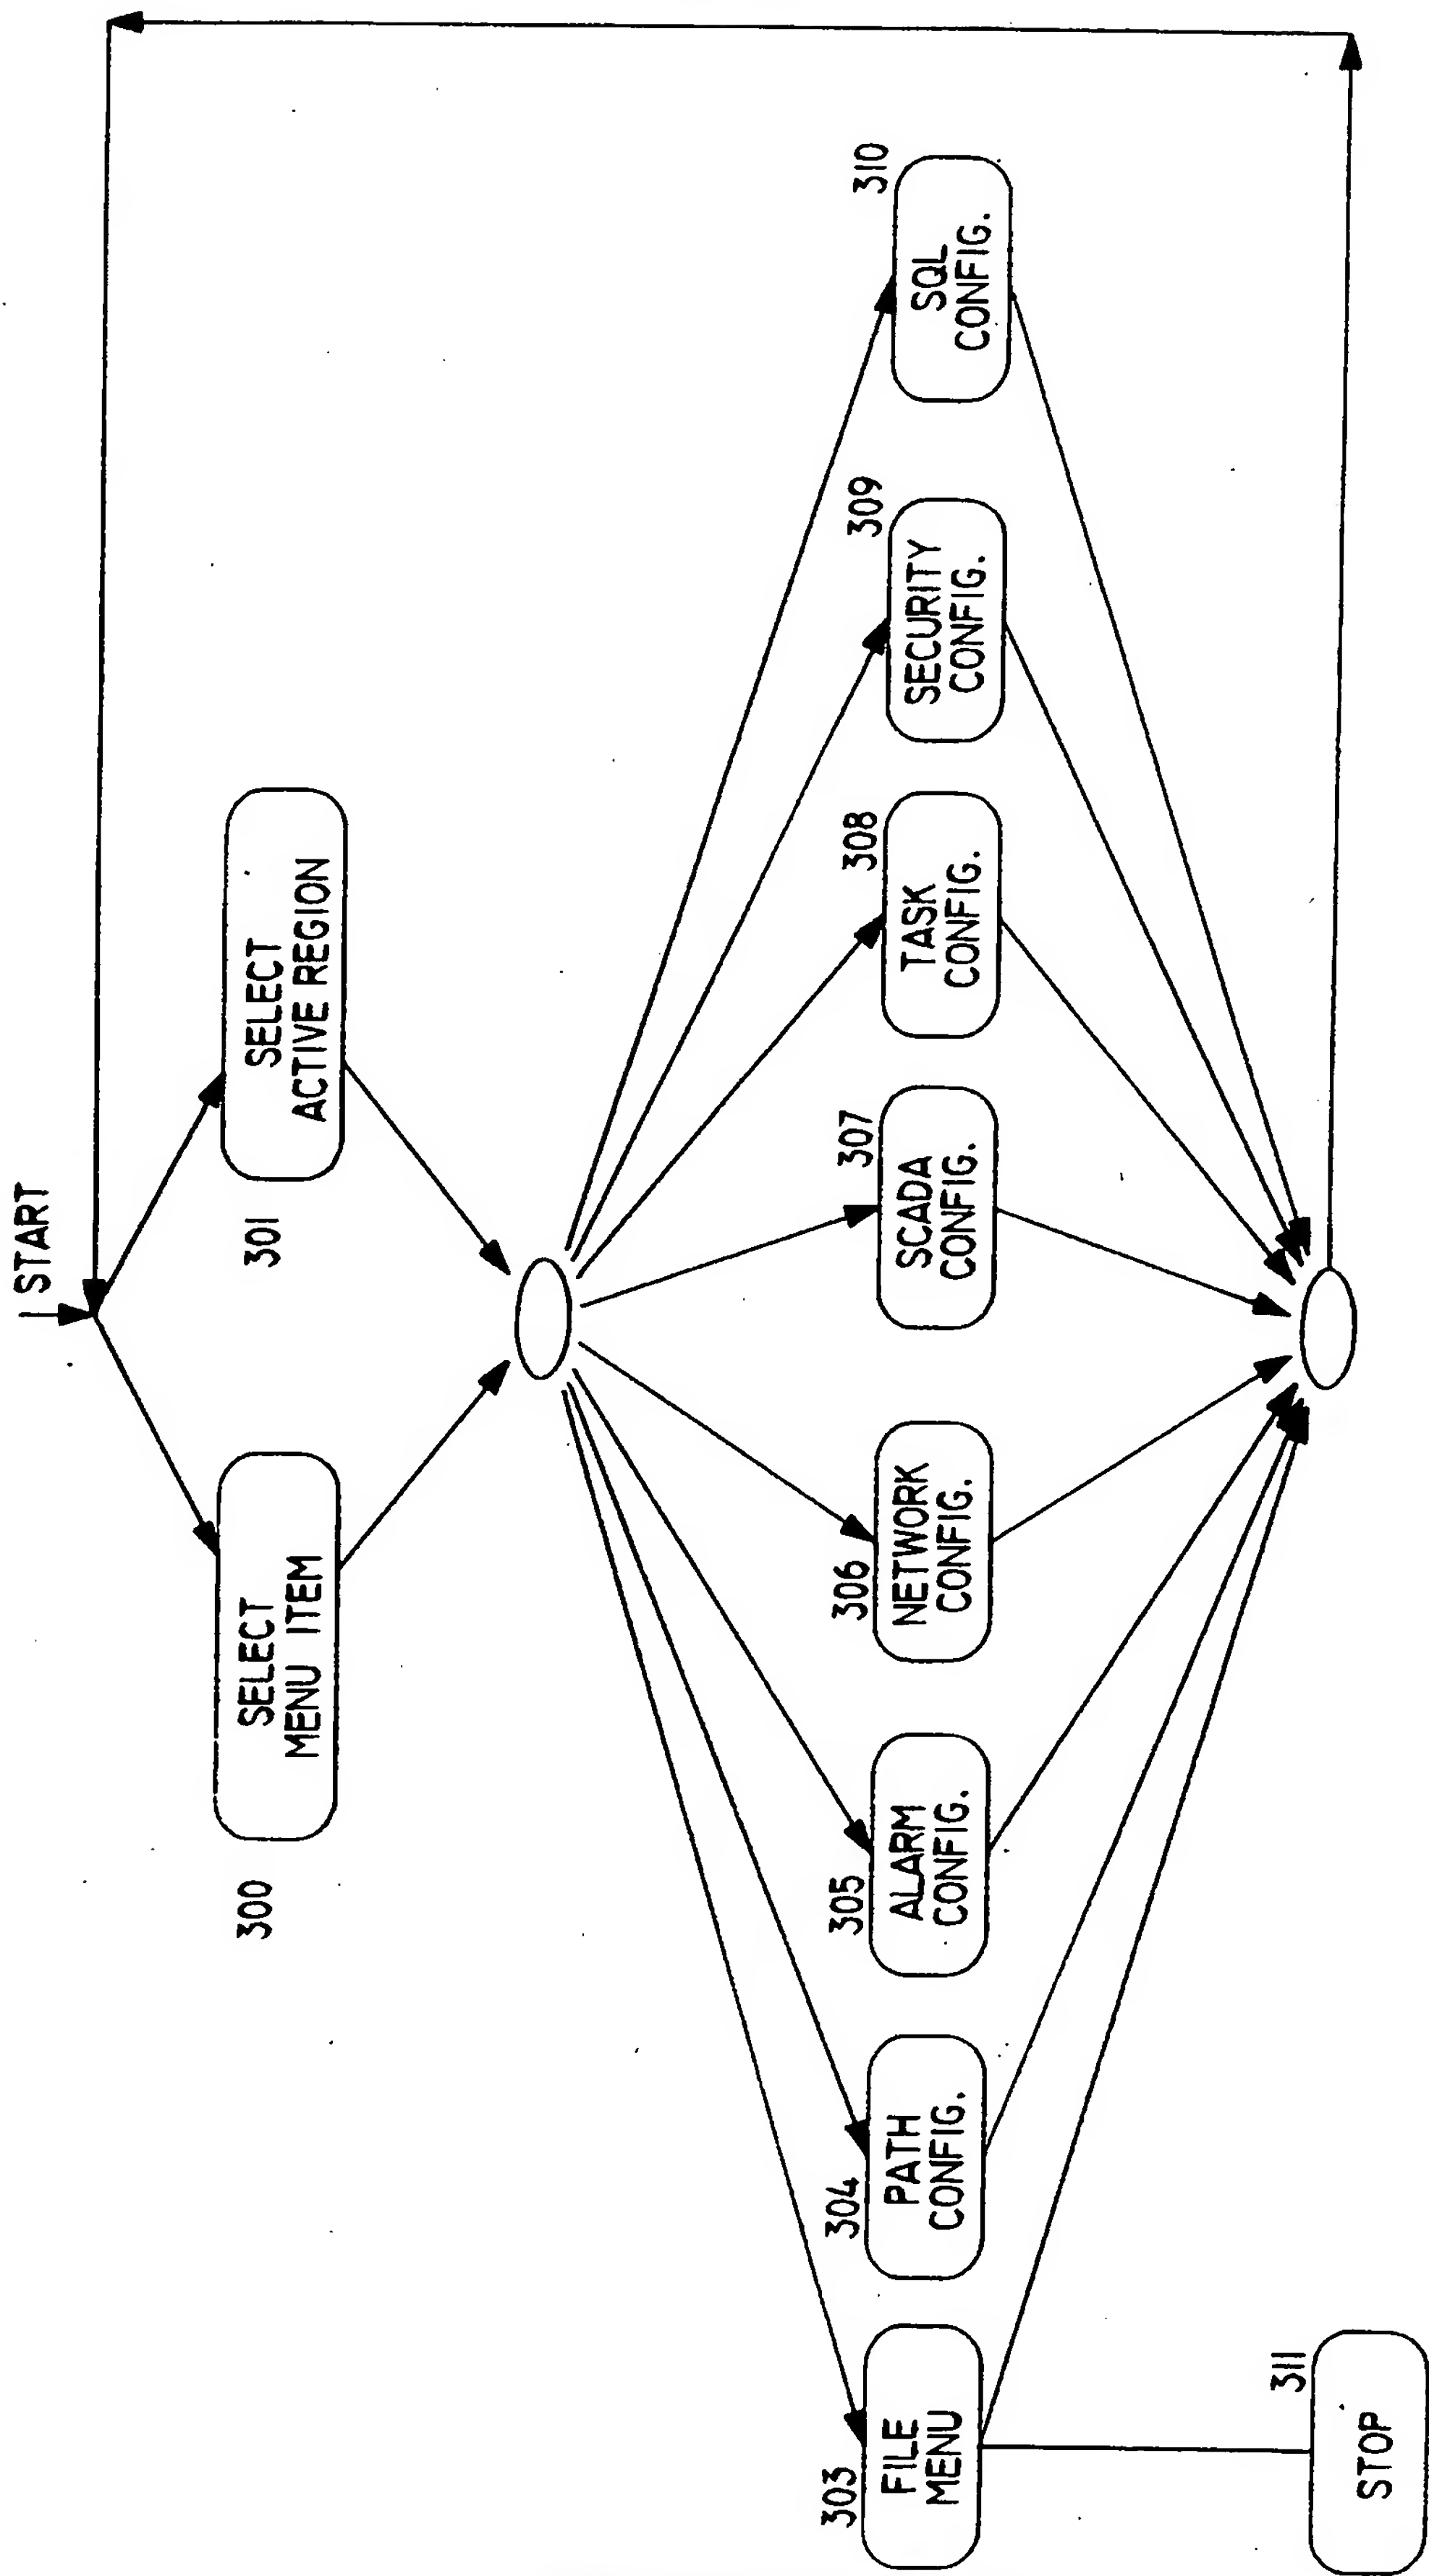 START
300
SELECT
MENU ITEM
301
SELECT
ACTIVE REGION
303
FILE
MENU
304
PATH
CONFIG.
305
ALARM
CONFIG.
306
NETWORK
CONFIG.
307
SCADA
CONFIG.
308
TASK
CONFIG.
309
SECURITY
CONFIG.
310
SQL
CONFIG.
311
STOP